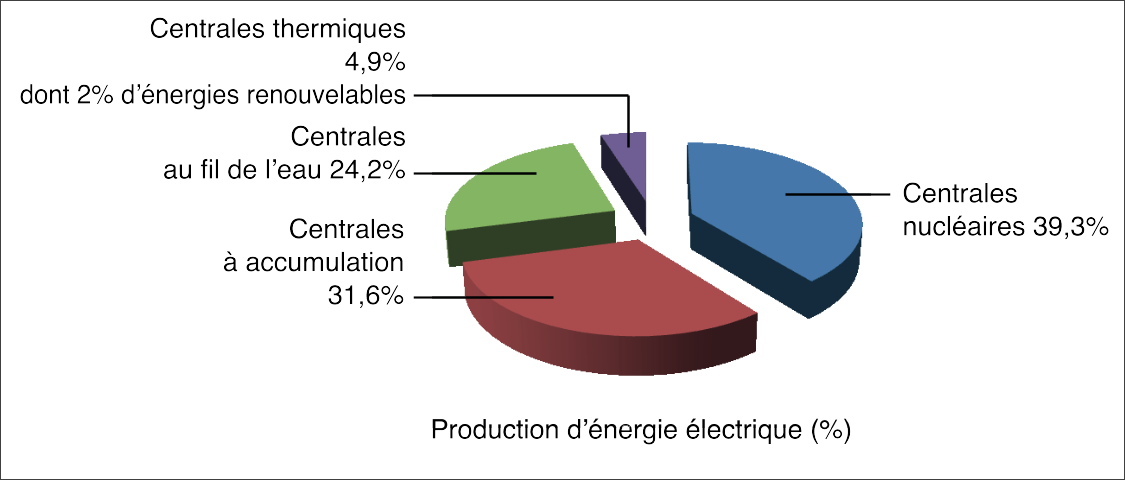 Centrales thermiques
4,9%
dont 2% d’énergies renouvelables
Centrales
au fil de l’eau 24,2%
Centrales
à accumulation
31,6%
Centrales
nucléaires 39,3%
Production d’énergie électrique (%)